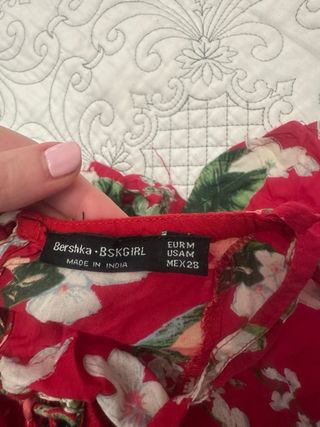 Bershka · BSKGIRL
MADE IN INDIA
EUR M
USA M
MEX 28